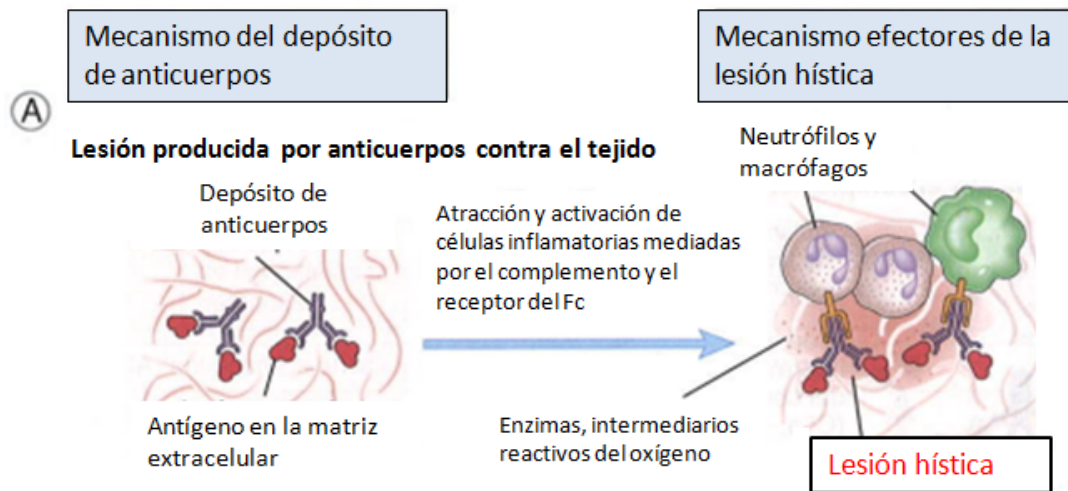 Mecanismo del depósito
de anticuerpos
Mecanismo efectores de la
lesión hística
A
Lesión producida por anticuerpos contra el tejido
Depósito de
anticuerpos
Atracción y activación de
células inflamatorias mediadas
por el complemento y el
receptor del Fc
Neutrófilos y
macrófagos
Antígeno en la matriz
extracelular
Enzimas, intermediarios
reactivos del oxígeno
Lesión hística